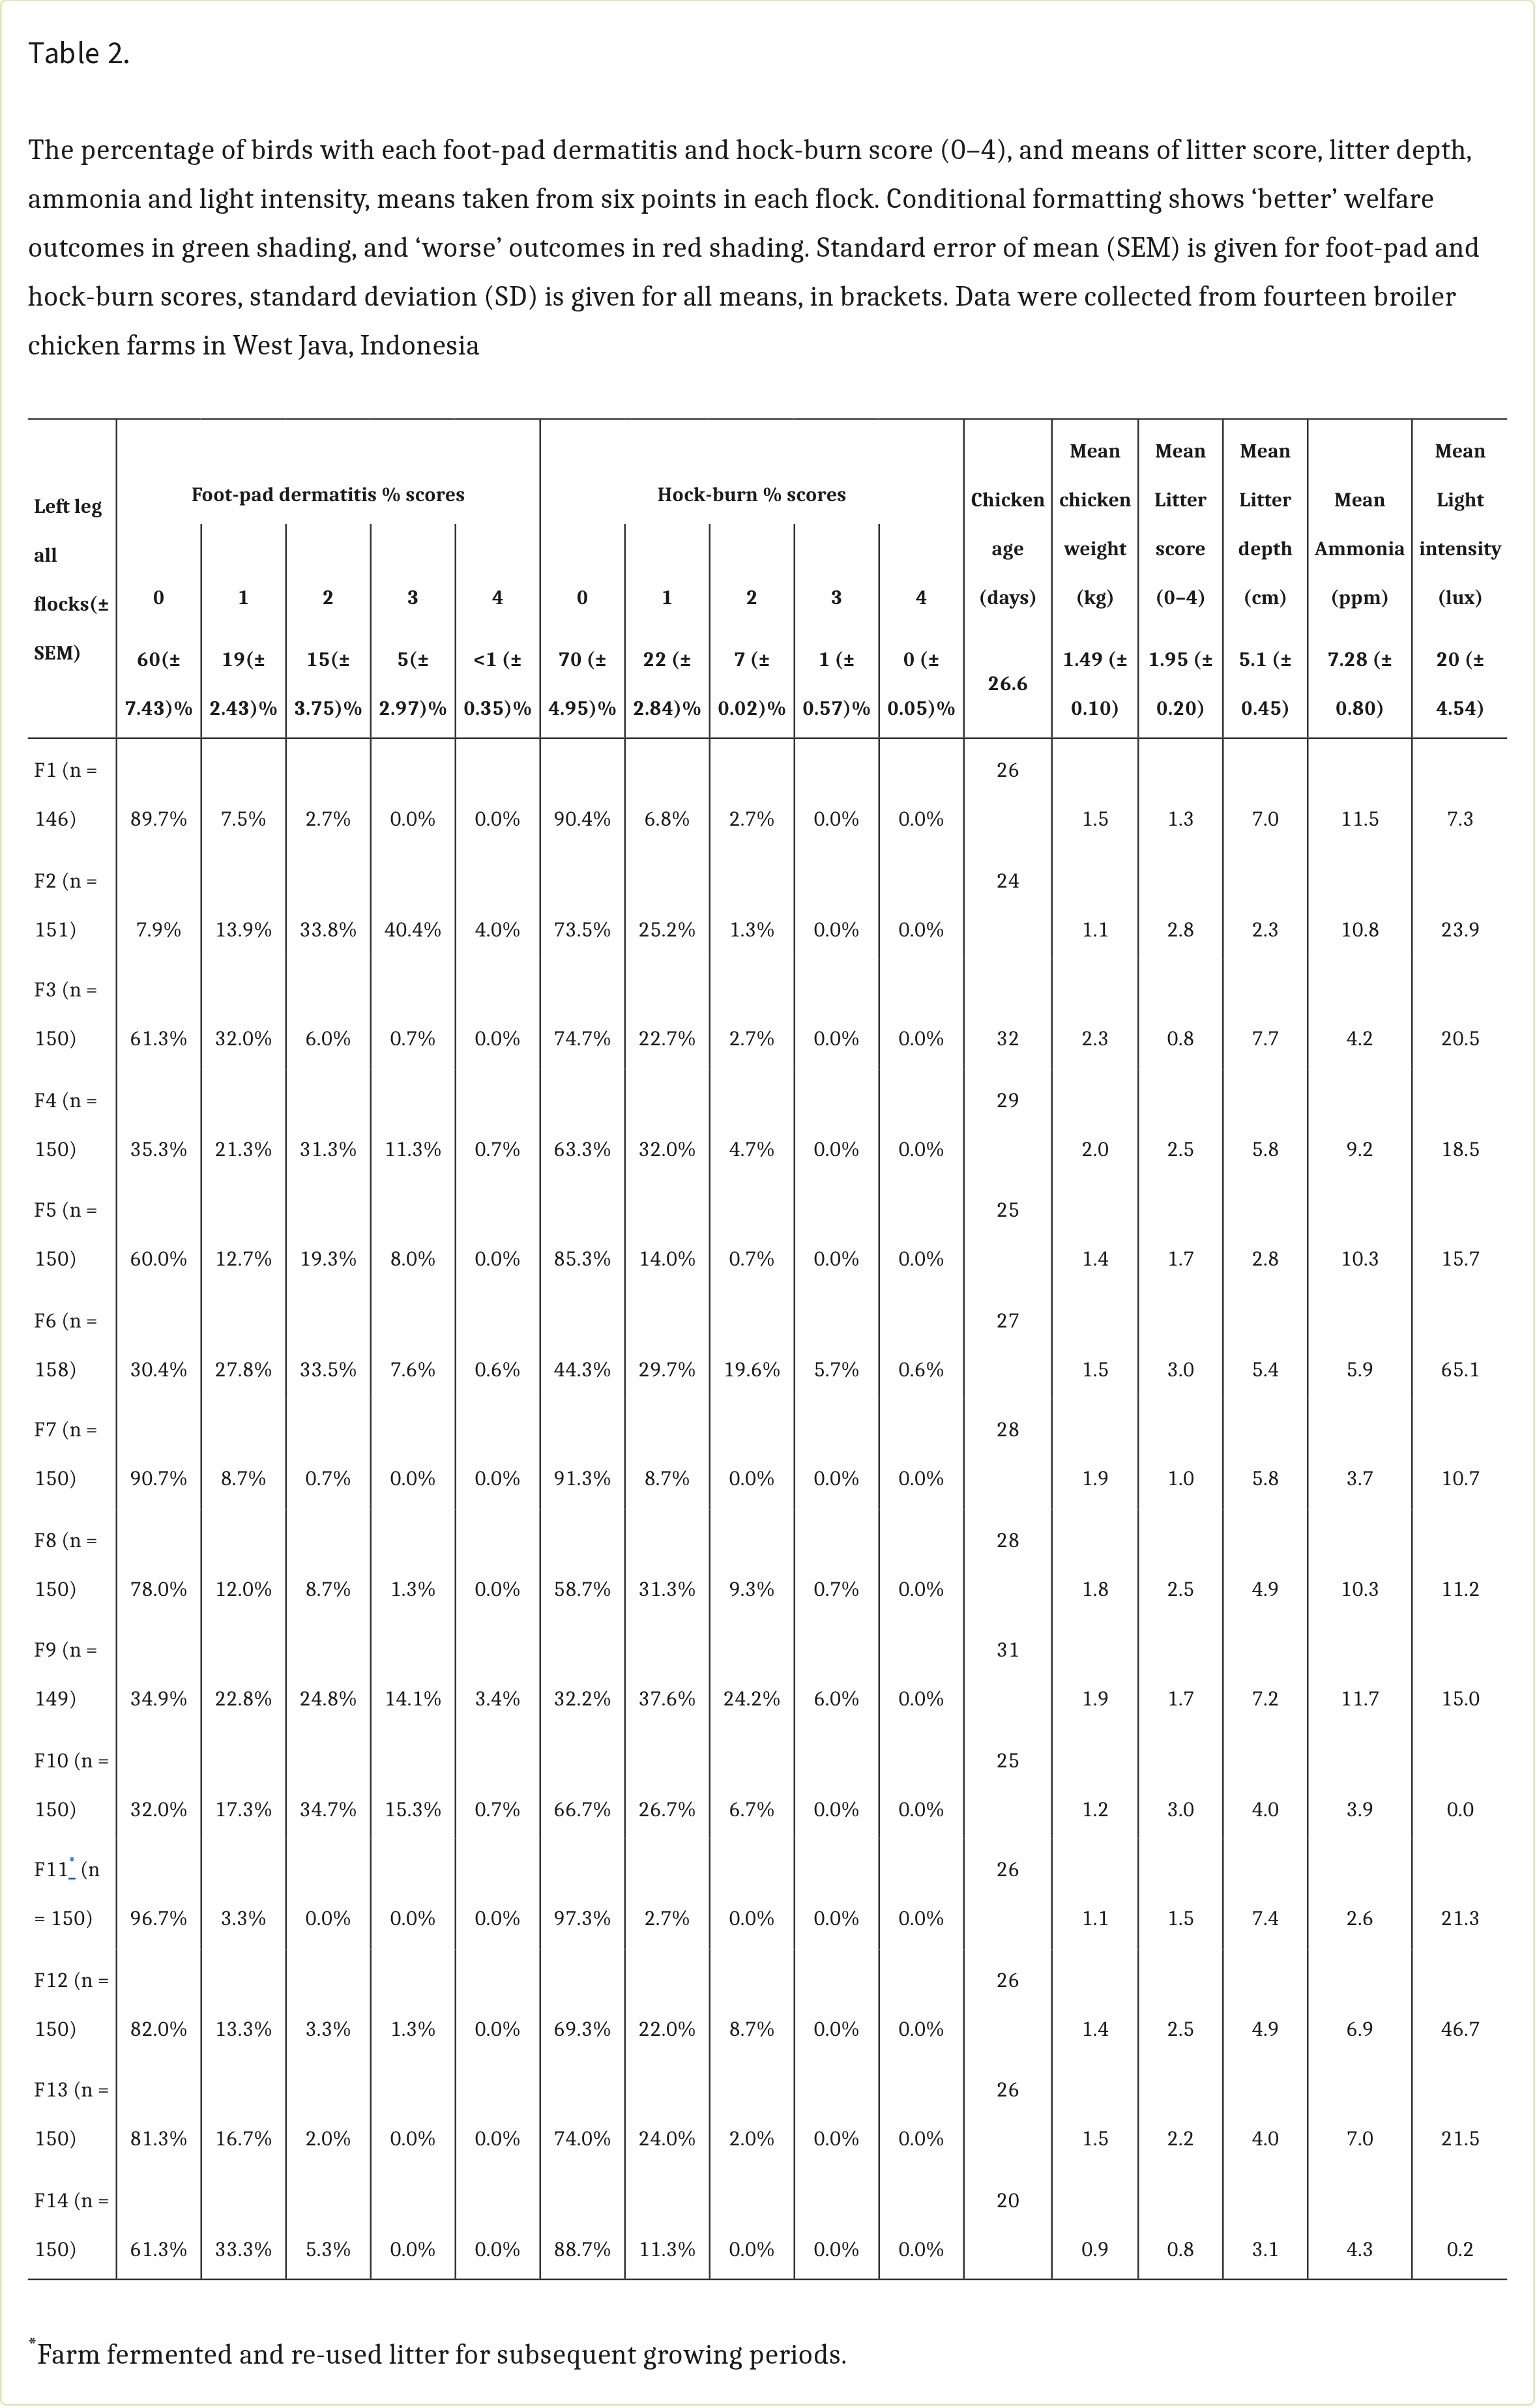 Table 2.
The percentage of birds with each foot-pad dermatitis and hock-burn score (0–4), and means of litter score, litter depth,
ammonia and light intensity, means taken from six points in each flock. Conditional formatting shows ‘better’ welfare
outcomes in green shading, and ‘worse’ outcomes in red shading. Standard error of mean (SEM) is given for foot-pad and
hock-burn scores, standard deviation (SD) is given for all means, in brackets. Data were collected from fourteen broiler
chicken farms in West Java, Indonesia
Left leg all flocks(± SEM) Foot-pad dermatitis % scores Hock-burn % scores Chicken age (days) Mean chicken weight (kg) Mean Litter score (0–4) Mean Litter depth (cm) Mean Ammonia (ppm) Mean Light intensity (lux)
0 1 2 3 4 0 1 2 3 4
60(± 7.43)% 19(± 2.43)% 15(± 3.75)% 5(± 2.97)% <1 (± 0.35)% 70 (± 4.95)% 22 (± 2.84)% 7 (± 0.02)% 1 (± 0.57)% 0 (± 0.05)% 26.6 1.49 (± 0.10) 1.95 (± 0.20) 5.1 (± 0.45) 7.28 (± 0.80) 20 (± 4.54)
F1 (n = 146) 89.7% 7.5% 2.7% 0.0% 0.0% 90.4% 6.8% 2.7% 0.0% 0.0% 26 1.5 1.3 7.0 11.5 7.3
F2 (n = 151) 7.9% 13.9% 33.8% 40.4% 4.0% 73.5% 25.2% 1.3% 0.0% 0.0% 24 1.1 2.8 2.3 10.8 23.9
F3 (n = 150) 61.3% 32.0% 6.0% 0.7% 0.0% 74.7% 22.7% 2.7% 0.0% 0.0% 32 2.3 0.8 7.7 4.2 20.5
F4 (n = 150) 35.3% 21.3% 31.3% 11.3% 0.7% 63.3% 32.0% 4.7% 0.0% 0.0% 29 2.0 2.5 5.8 9.2 18.5
F5 (n = 150) 60.0% 12.7% 19.3% 8.0% 0.0% 85.3% 14.0% 0.7% 0.0% 0.0% 25 1.4 1.7 2.8 10.3 15.7
F6 (n = 158) 30.4% 27.8% 33.5% 7.6% 0.6% 44.3% 29.7% 19.6% 5.7% 0.6% 27 1.5 3.0 5.4 5.9 65.1
F7 (n = 150) 90.7% 8.7% 0.7% 0.0% 0.0% 91.3% 8.7% 0.0% 0.0% 0.0% 28 1.9 1.0 5.8 3.7 10.7
F8 (n = 150) 78.0% 12.0% 8.7% 1.3% 0.0% 58.7% 31.3% 9.3% 0.7% 0.0% 28 1.8 2.5 4.9 10.3 11.2
F9 (n = 149) 34.9% 22.8% 24.8% 14.1% 3.4% 32.2% 37.6% 24.2% 6.0% 0.0% 31 1.9 1.7 7.2 11.7 15.0
F10 (n = 150) 32.0% 17.3% 34.7% 15.3% 0.7% 66.7% 26.7% 6.7% 0.0% 0.0% 25 1.2 3.0 4.0 3.9 0.0
F11* (n = 150) 96.7% 3.3% 0.0% 0.0% 0.0% 97.3% 2.7% 0.0% 0.0% 0.0% 26 1.1 1.5 7.4 2.6 21.3
F12 (n = 150) 82.0% 13.3% 3.3% 1.3% 0.0% 69.3% 22.0% 8.7% 0.0% 0.0% 26 1.4 2.5 4.9 6.9 46.7
F13 (n = 150) 81.3% 16.7% 2.0% 0.0% 0.0% 74.0% 24.0% 2.0% 0.0% 0.0% 26 1.5 2.2 4.0 7.0 21.5
F14 (n = 150) 61.3% 33.3% 5.3% 0.0% 0.0% 88.7% 11.3% 0.0% 0.0% 0.0% 20 0.9 0.8 3.1 4.3 0.2
*Farm fermented and re-used litter for subsequent growing periods.